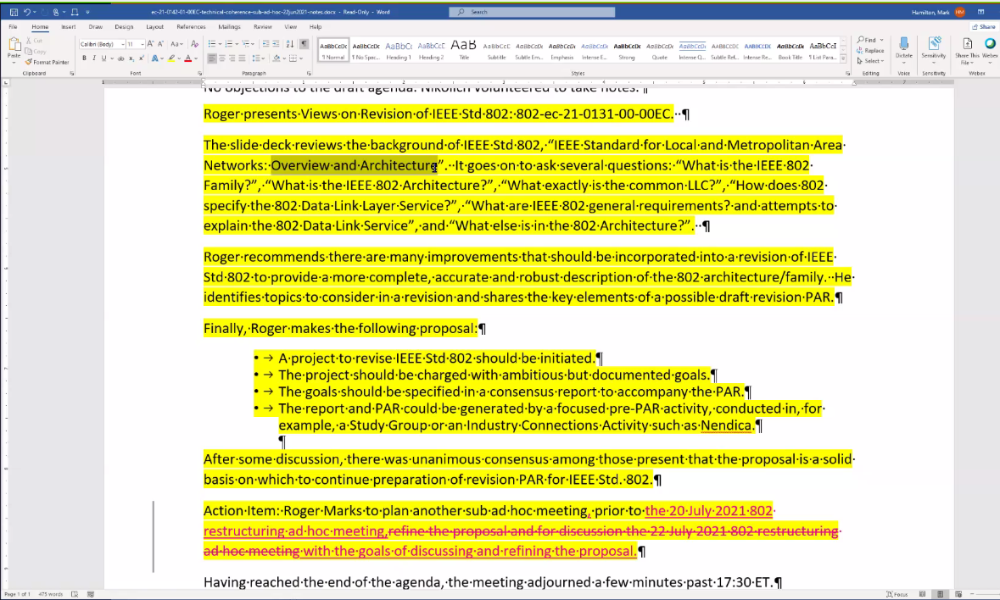 ec-21-0142-01-00EC-technical-coherence-sub-ad-hoc-22jun2021-notes.docx - Read-Only - Word
Search
Hamilton, Mark
HM
File Home Insert Draw Design Layout References Mailings Review View Help
Share
Paste
Cut
Copy
Format Painter
Calibri (Body) 11
AaBbCcDc AaBbCcDc AaBbCc AaBbCcC AaB AaBbCcC AaBbCcDc AaBbCcDc AaBbCcDc AaBbCcDc AaBbCcDc AaBbCcDc AABBCCDC AABBCCDC AaBbCcDc AaBbCcI
¶ Normal ¶ No Spac... Heading 1 Heading 2 Title Subtitle Subtle Em... Emphasis Intense E... Strong Quote Intense Q... Subtle Ref... Intense Re... Book Title ¶ List Para...
Find
Replace
Select
Dictate
Sensitivity
Share This File
Webex
Clipboard Font Paragraph Styles Editing Voice Sensitivity Webex
No objections to the draft agenda. Nikolich volunteered to take notes. ¶
Roger presents Views on Revision of IEEE Std 802: 802-ec-21-0131-00-00EC. ¶
The slide deck reviews the background of IEEE Std 802, “IEEE Standard for Local and Metropolitan Area
Networks: Overview and Architecture”. It goes on to ask several questions: “What is the IEEE 802
Family?”, “What is the IEEE 802 Architecture?”, “What exactly is the common LLC?”, “How does 802
specify the 802 Data Link Layer Service?”, “What are IEEE 802 general requirements? and attempts to
explain the 802 Data Link Service”, and “What else is in the 802 Architecture?”. ¶
Roger recommends there are many improvements that should be incorporated into a revision of IEEE
Std 802 to provide a more complete, accurate and robust description of the 802 architecture/family. He
identifies topics to consider in a revision and shares the key elements of a possible draft revision PAR.¶
Finally, Roger makes the following proposal:¶
• → A project to revise IEEE Std 802 should be initiated.¶
• → The project should be charged with ambitious but documented goals.¶
• → The goals should be specified in a consensus report to accompany the PAR.¶
• → The report and PAR could be generated by a focused pre-PAR activity, conducted in, for
example, a Study Group or an Industry Connections Activity such as Nendica.¶
¶
After some discussion, there was unanimous consensus among those present that the proposal is a solid
basis on which to continue preparation of revision PAR for IEEE Std. 802.¶
Action Item: Roger Marks to plan another sub ad hoc meeting, prior to the 20 July 2021 802
restructuring ad hoc meeting,refine the proposal and for discussion the 22 July 2021 802 restructuring
ad hoc meeting with the goals of discussing and refining the proposal.¶
Having reached the end of the agenda, the meeting adjourned a few minutes past 17:30 ET.¶
Page 1 of 1 475 words
Focus